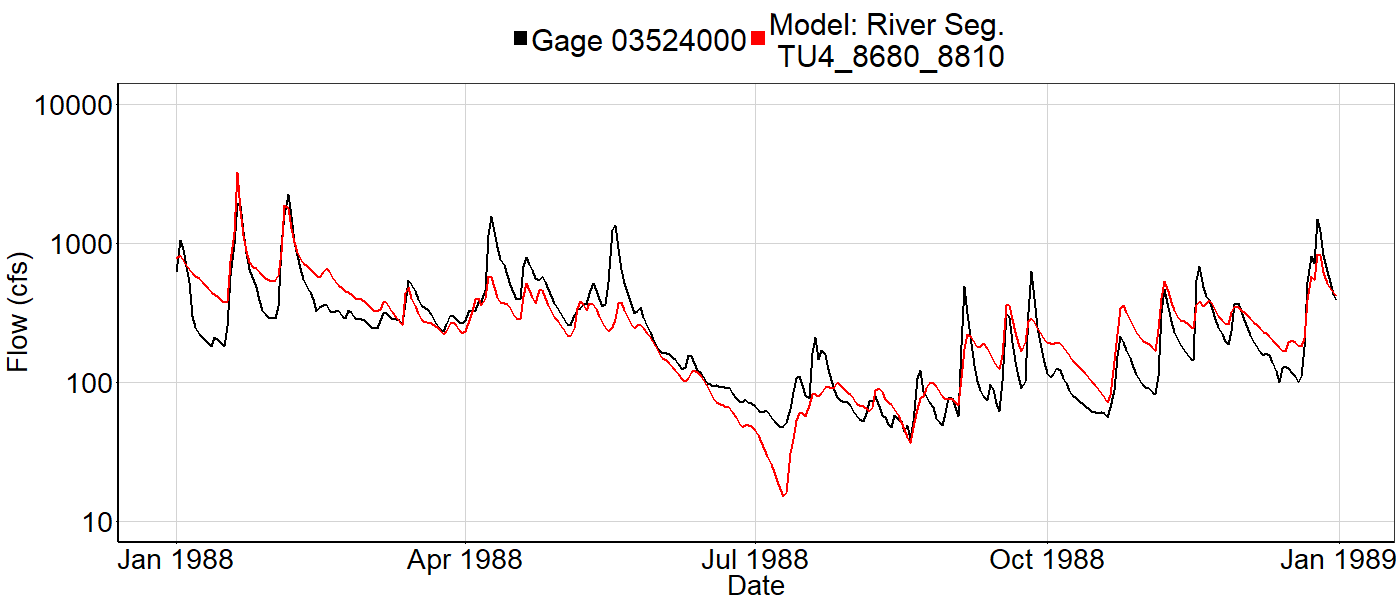 Gage 03524000
Model: River Seg.
TU4_8680_8810
Flow (cfs)
10000
1000
100
10
Jan 1988 Apr 1988 Jul 1988 Oct 1988 Jan 1989
Date